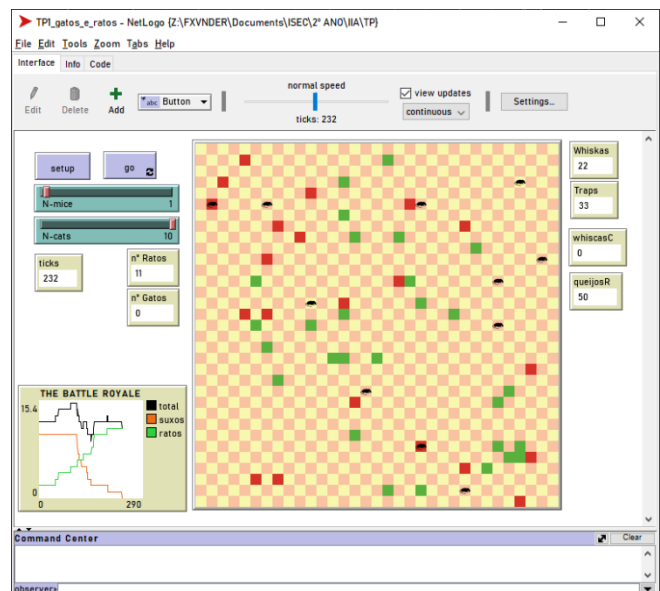 TP1_gatos_e_ratos - NetLogo {Z:\FXVNDER\Documents\ISEC\2º ANO\IIA\TP}
File Edit Tools Zoom Tabs Help
Interface Info Code
Edit Delete Add abc Button
normal speed
ticks: 232
view updates
continuous
Settings...
setup go
N-mice 1
N-cats 10
ticks
232
nº Ratos
11
nº Gatos
0
Whiskas
22
Traps
33
whiscasC
0
queijosR
50
THE BATTLE ROYALE
15.4
0
0 290
total
suxos
ratos
Command Center
Clear
observer>